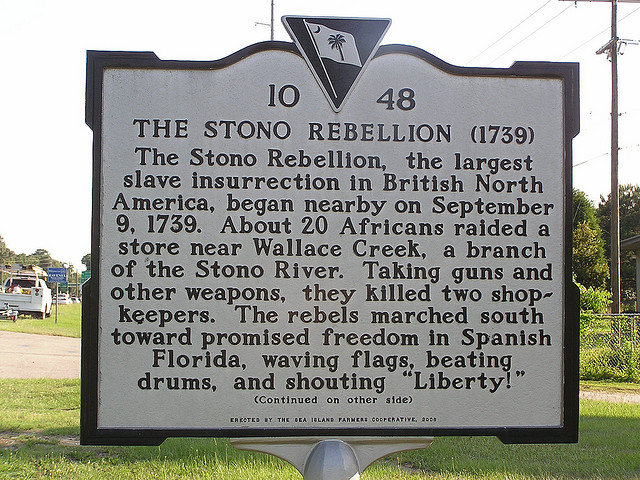 10 48
THE STONO REBELLION (1739)
The Stono Rebellion, the largest
slave insurrection in British North
America, began nearby on September
9, 1739. About 20 Africans raided a
store near Wallace Creek, a branch
of the Stono River. Taking guns and
other weapons, they killed two shop-
keepers. The rebels marched south
toward promised freedom in Spanish
Florida, waving flags, beating
drums, and shouting "Liberty!"
(Continued on other side)
ERECTED BY THE SEA ISLAND FARMERS COOPERATIVE, 2006